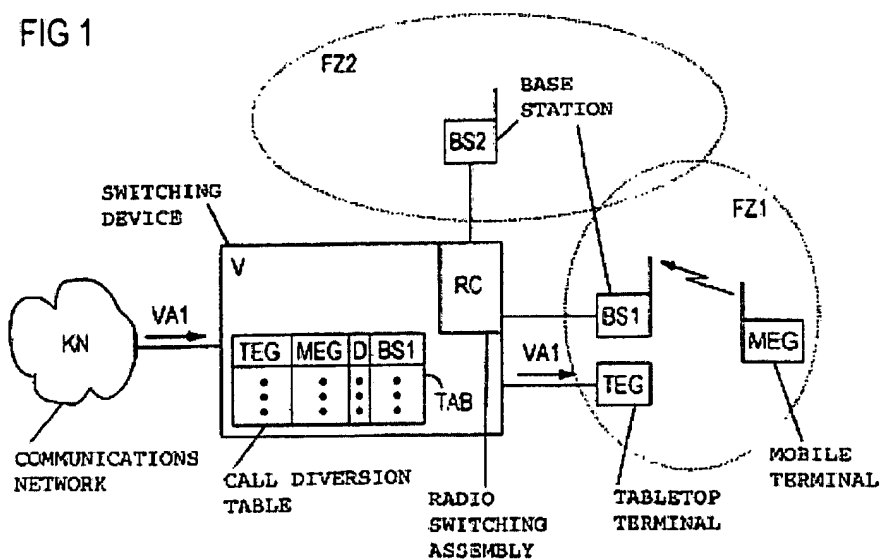 FIG 1
FZ2
BASE
STATION
BS2
SWITCHING
DEVICE
FZ1
V
RC
VA1
KN
BS1
MEG
TEG MEG D BS1
VA1
TEG
TAB
COMMUNICATIONS
NETWORK
CALL DIVERSION
TABLE
RADIO
SWITCHING
ASSEMBLY
TABLETOP
TERMINAL
MOBILE
TERMINAL